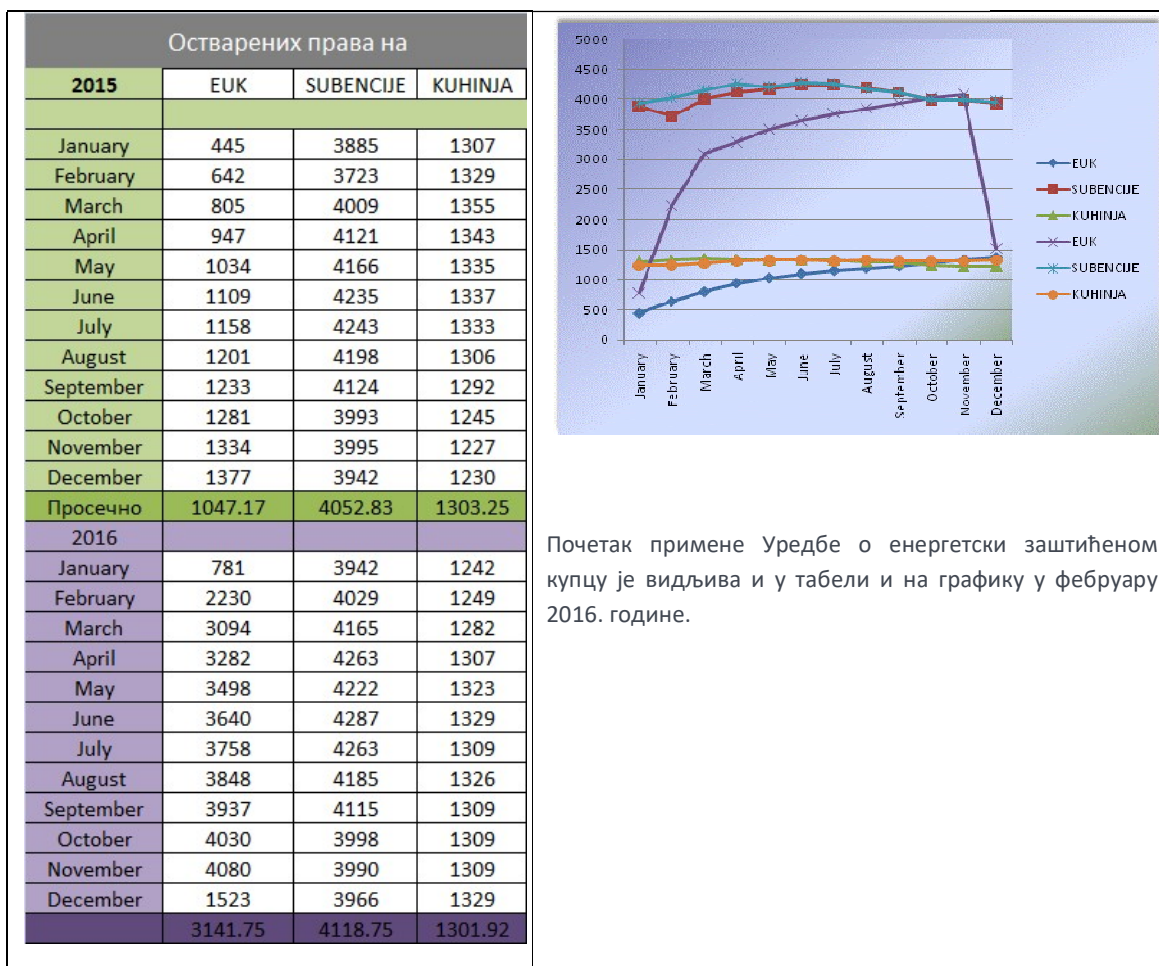 Остварених права на
2015 EUK SUBENCIJE KUHINJA
January 445 3885 1307
February 642 3723 1329
March 805 4009 1355
April 947 4121 1343
May 1034 4166 1335
June 1109 4235 1337
July 1158 4243 1333
August 1201 4198 1306
September 1233 4124 1292
October 1281 3993 1245
November 1334 3995 1227
December 1377 3942 1230
Просечно 1047.17 4052.83 1303.25
2016
January 781 3942 1242
February 2230 4029 1249
March 3094 4165 1282
April 3282 4263 1307
May 3498 4222 1323
June 3640 4287 1329
July 3758 4263 1309
August 3848 4185 1326
September 3937 4115 1309
October 4030 3998 1309
November 4080 3990 1309
December 1523 3966 1329
3141.75 4118.75 1301.92
5000
4500
4000
3500
3000
2500
2000
1500
1000
500
0
January
February
March
April
May
June
July
August
September
October
November
December
EUK
SUBENCIJE
KUHINJA
EUK
SUBENCIJE
KUHINJA
Почетак примене Уредбе о енергетски заштићеном
купцу је видљива и у табели и на графику у фебруару
2016. године.